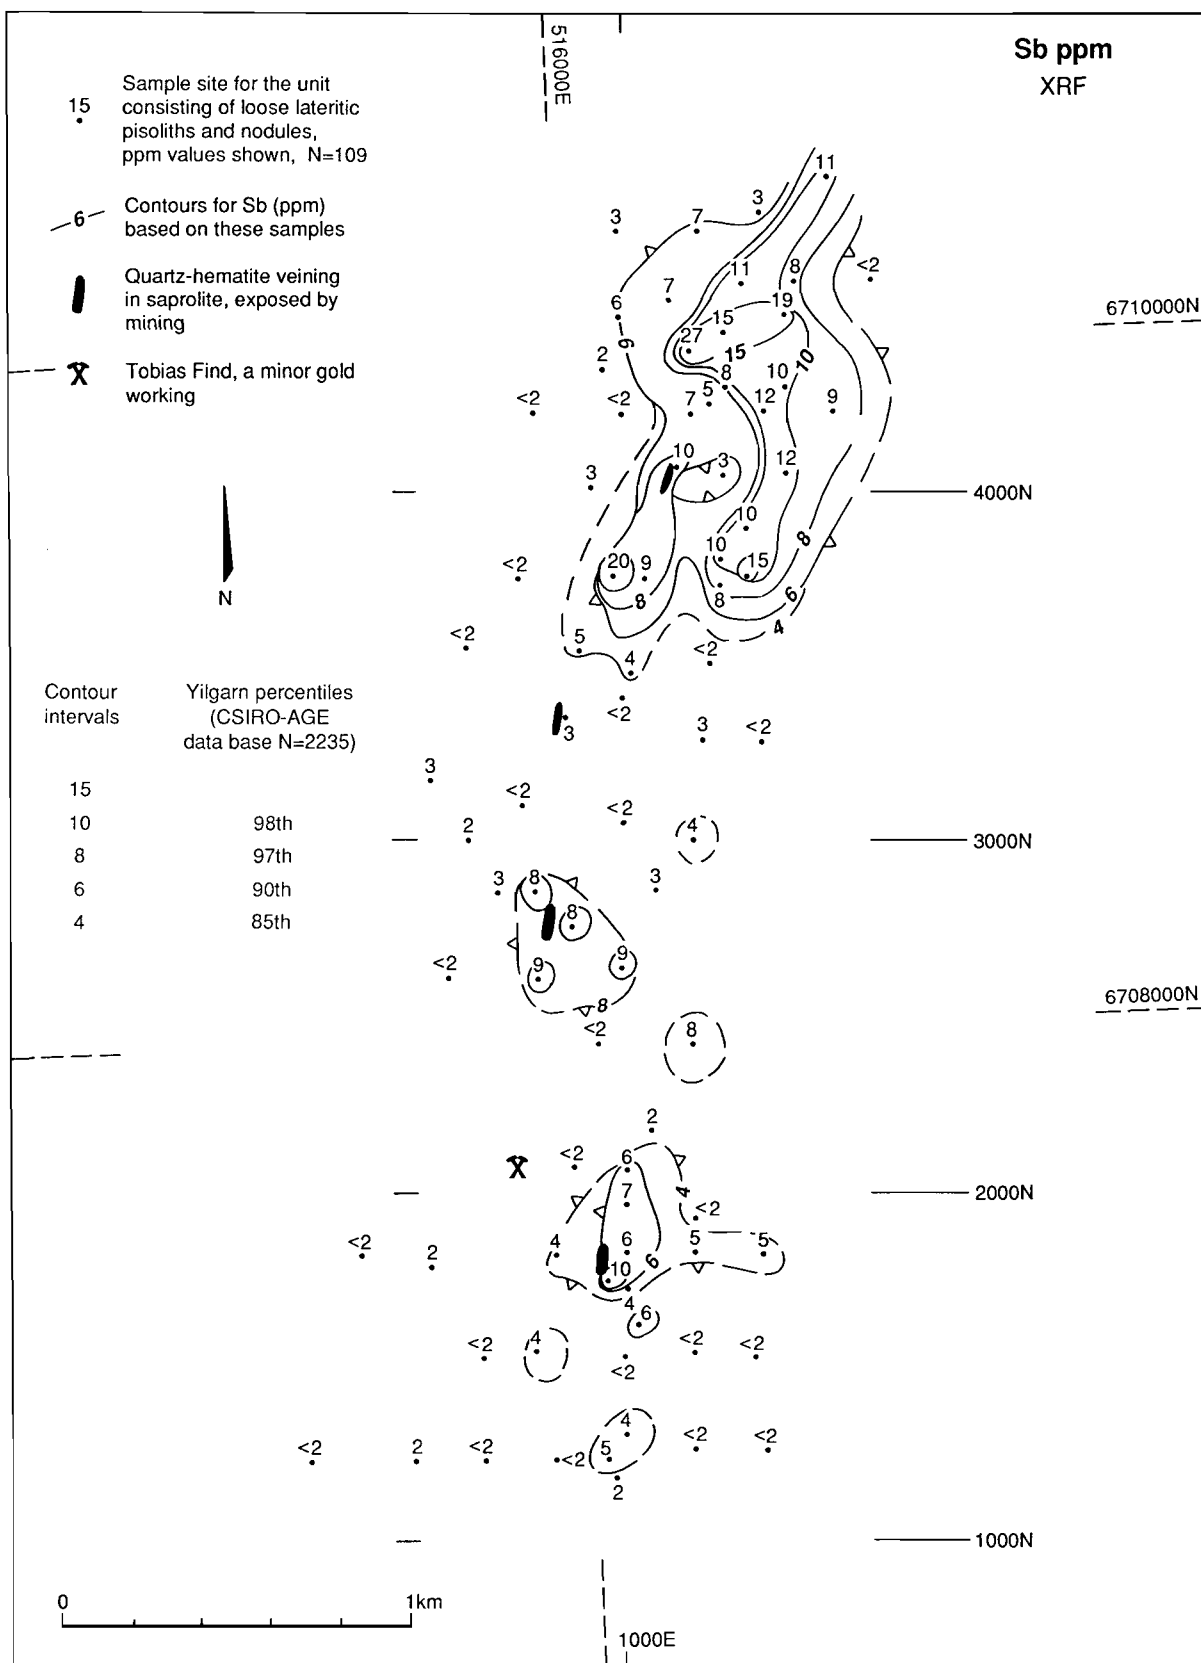 516000E
Sb ppm
XRF
15
Sample site for the unit
consisting of loose lateritic
pisoliths and nodules,
ppm values shown, N=109
6
Contours for Sb (ppm)
based on these samples
Quartz-hematite veining
in saprolite, exposed by
mining
Tobias Find, a minor gold
working
N
Contour
intervals
Yilgarn percentiles
(CSIRO-AGE
data base N=2235)
15
10 98th
8 97th
6 90th
4 85th
11
3
3 7
<2
8
11
7
6
19
15
6710000N
27
6
15
10
2
8
10
5
<2 <2 7 12 9
10
3
12
3
4000N
10
10
8
20 9 15
<2
8
8
6
4
5
<2
<2
4
<2
3
3 <2
3
<2
<2
2
4
3000N
3 8 3
8
9
9
<2
8
6708000N
<2
8
2
<2
6
7
4
2000N
<2
4 6 5 5
<2
2
10
6
4
6
4
<2 <2 <2
<2
4
<2 2 <2 <2 5 <2 <2
2
1000N
0 1km
1000E